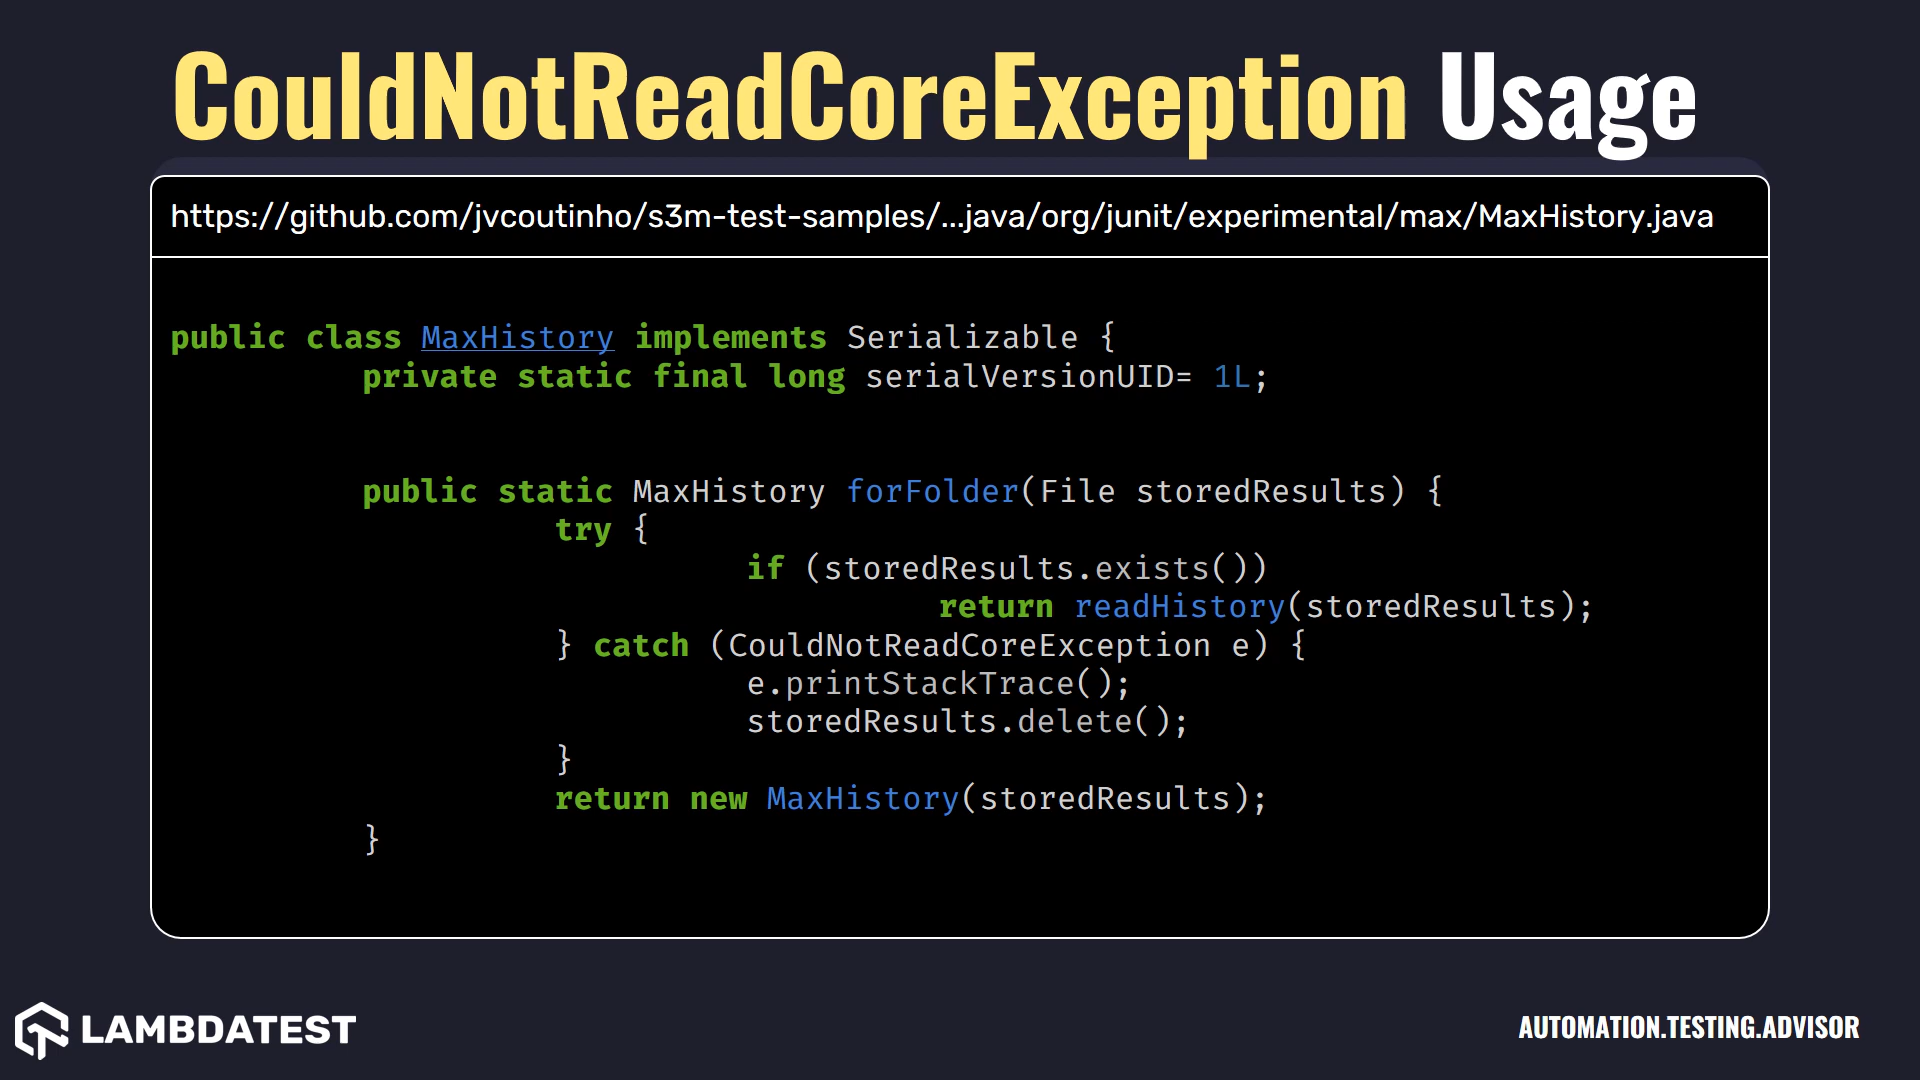 CouldNotReadCoreException Usage
https://github.com/jvcoutinho/s3m-test-samples/...java/org/junit/experimental/max/MaxHistory.java
public class MaxHistory implements Serializable {
private static final long serialVersionUID= 1L;
public static MaxHistory forFolder(File storedResults) {
try {
if (storedResults.exists())
return readHistory(storedResults);
} catch (CouldNotReadCoreException e) {
e.printStackTrace();
storedResults.delete();
}
return new MaxHistory(storedResults);
}
LAMBDATEST
AUTOMATION.TESTING.ADVISOR